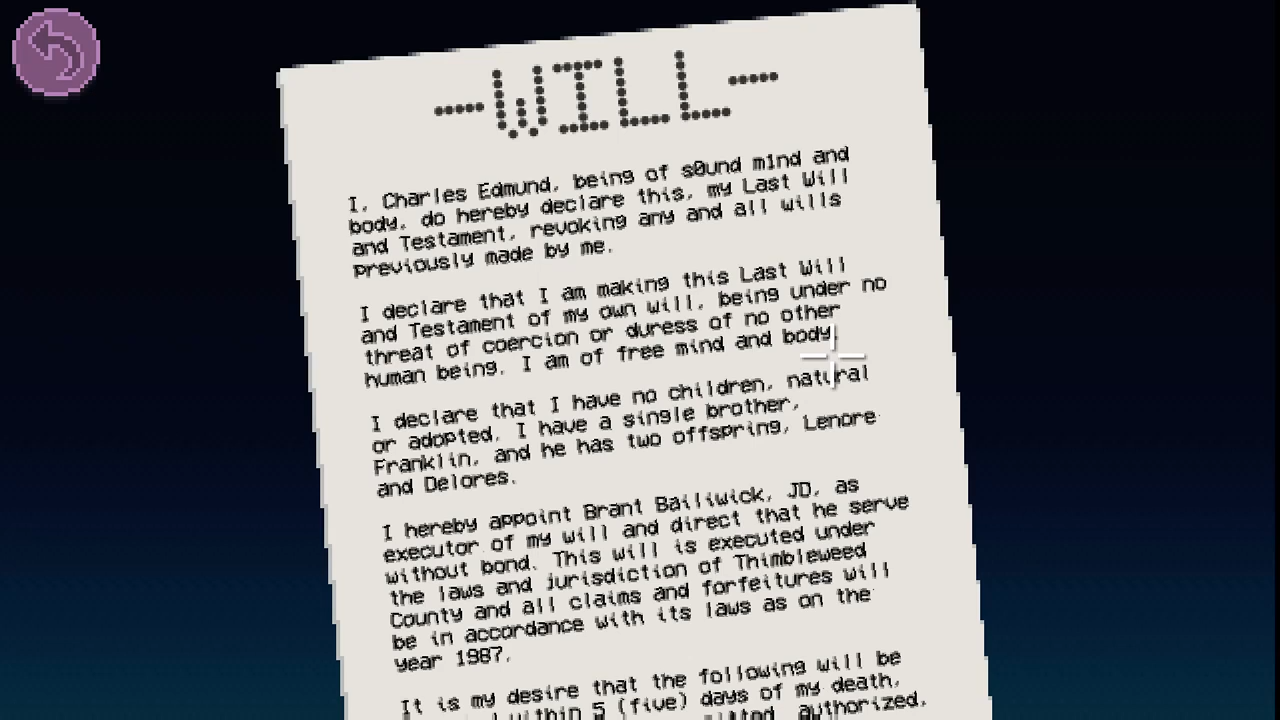 -WILL-
I, Charles Edmund, being of s0und m1nd and
body, do hereby declare this, my Last Will
and Testament, revoking any and all wills
previously made by me.
I declare that I am making this Last Will
and Testament of my own will, being under no
threat of coercion or duress of no other
human being. I am of free mind and body
I declare that I have no children, natural
or adopted. I have a single brother,
Franklin, and he has two offspring, Lenore
and Delores.
I hereby appoint Brant Bailiwick, JD, as
executor of my will and direct that he serve
without bond. This will is executed under
the laws and jurisdiction of Thimbleweed
County and all claims and forfeitures will
be in accordance with its laws as on the
year 1987.
It is my desire that the following will be
within 5 (five) days of my death,
authorized,